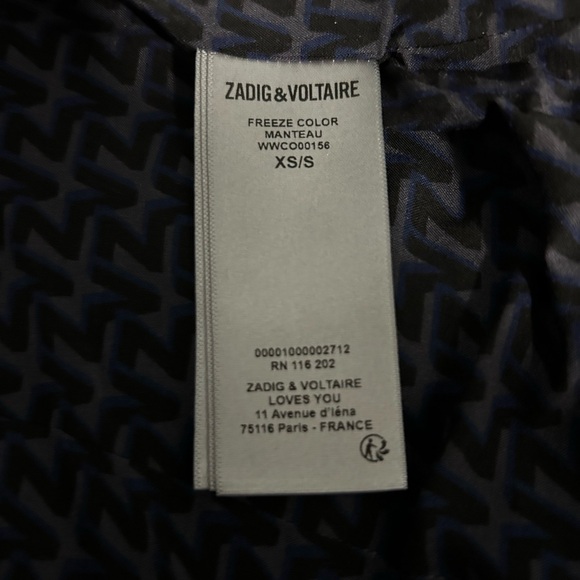 ZADIG & VOLTAIRE
FREEZE COLOR
MANTEAU
WWCO00156
XS/S
00001000002712
RN 116 202
ZADIG & VOLTAIRE
LOVES YOU
11 Avenue d'Iéna
75116 Paris - FRANCE